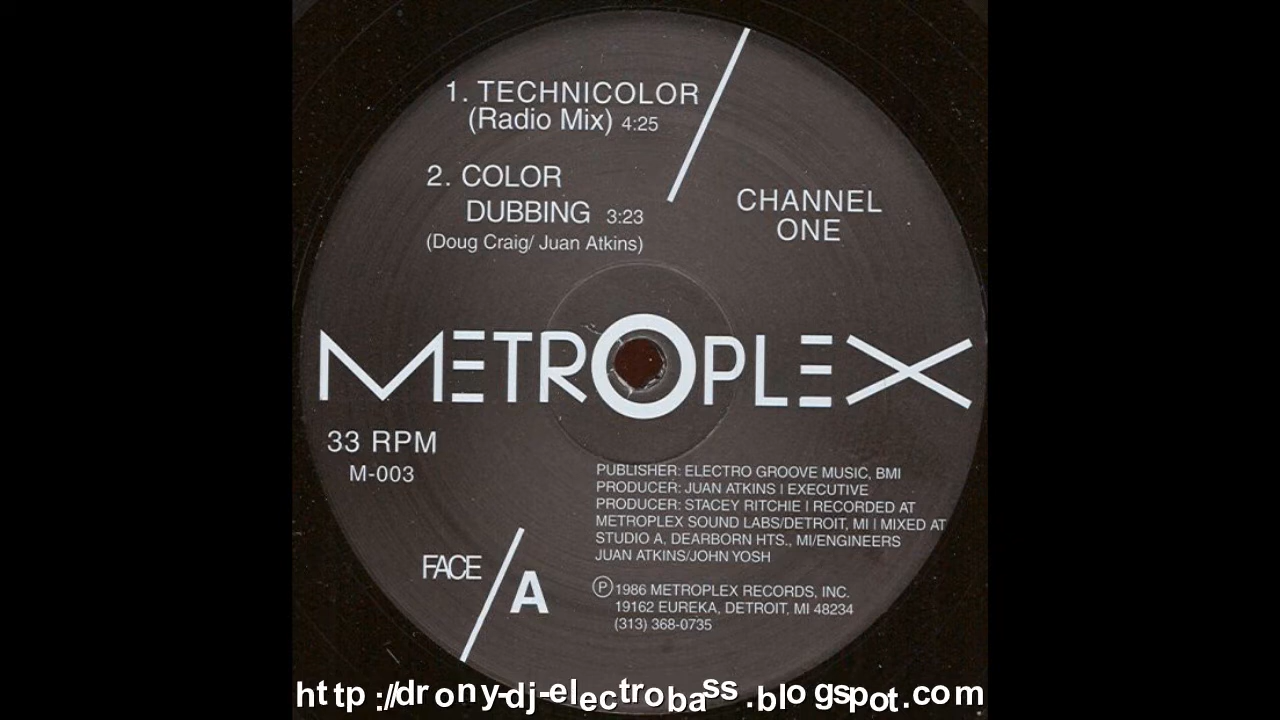 1. TECHNICOLOR
(Radio Mix) 4:25
2. COLOR
DUBBING 3:23
(Doug Craig/ Juan Atkins)
CHANNEL
ONE
METROPLEX
33 RPM
M-003
PUBLISHER: ELECTRO GROOVE MUSIC, BMI
PRODUCER: JUAN ATKINS | EXECUTIVE
PRODUCER: STACEY RITCHIE | RECORDED AT
METROPLEX SOUND LABS/DETROIT, MI | MIXED AT
STUDIO A, DEARBORN HTS., MI/ENGINEERS
JUAN ATKINS/JOHN YOSH
FACE / A
℗ 1986 METROPLEX RECORDS, INC.
19162 EUREKA, DETROIT, MI 48234
(313) 368-0735
http://drony-dj-electrobass.blogspot.com